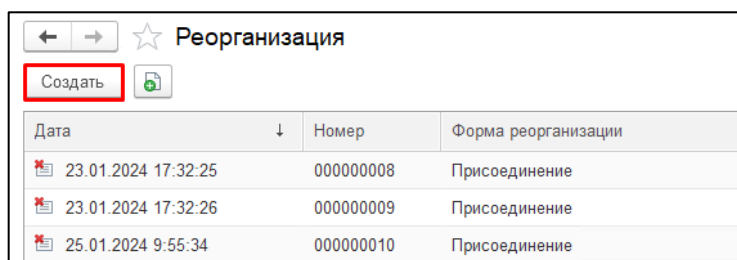 Реорганизация
Создать
Дата ↓ Номер Форма реорганизации
23.01.2024 17:32:25 000000008 Присоединение
23.01.2024 17:32:26 000000009 Присоединение
25.01.2024 9:55:34 000000010 Присоединение